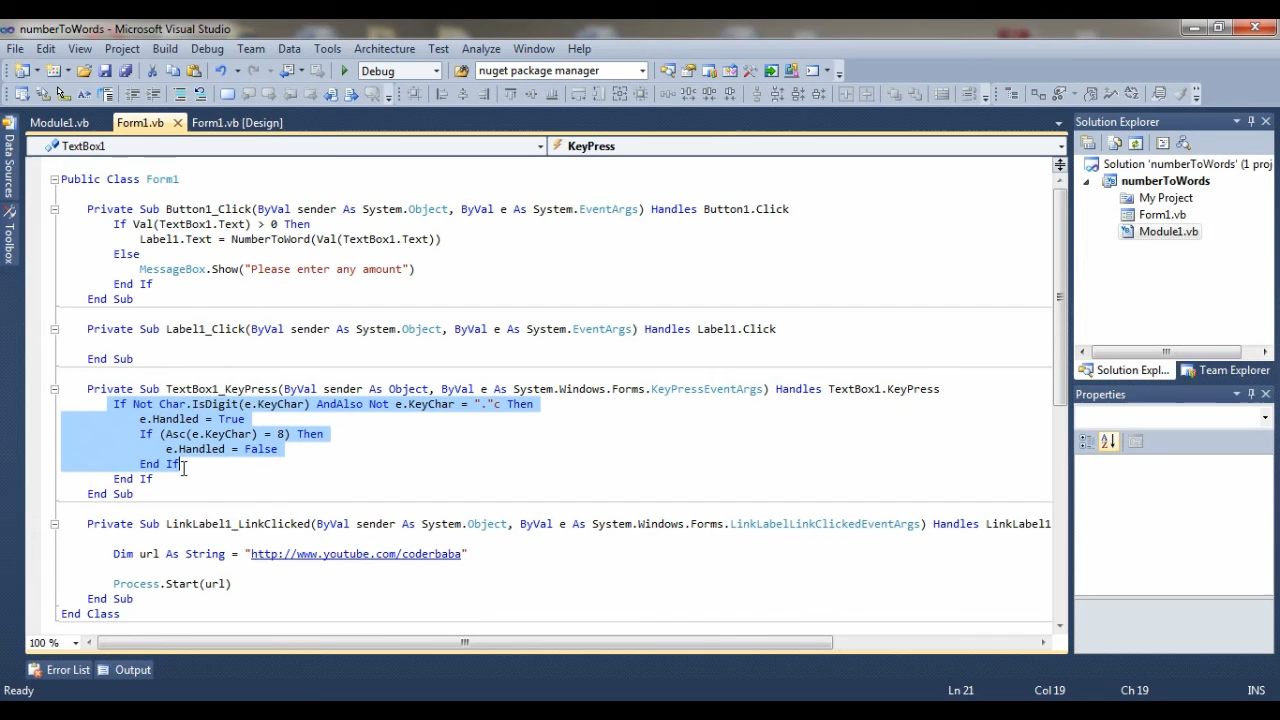 numberToWords - Microsoft Visual Studio
File Edit View Project Build Debug Team Data Tools Architecture Test Analyze Window Help
Debug nuget package manager
Module1.vb Form1.vb Form1.vb [Design]
TextBox1 KeyPress
Data Sources
Toolbox
Public Class Form1
Private Sub Button1_Click(ByVal sender As System.Object, ByVal e As System.EventArgs) Handles Button1.Click
If Val(TextBox1.Text) > 0 Then
Label1.Text = NumberToWord(Val(TextBox1.Text))
Else
MessageBox.Show("Please enter any amount")
End If
End Sub
Private Sub Label1_Click(ByVal sender As System.Object, ByVal e As System.EventArgs) Handles Label1.Click
End Sub
Private Sub TextBox1_KeyPress(ByVal sender As Object, ByVal e As System.Windows.Forms.KeyPressEventArgs) Handles TextBox1.KeyPress
If Not Char.IsDigit(e.KeyChar) AndAlso Not e.KeyChar = "."c Then
e.Handled = True
If (Asc(e.KeyChar) = 8) Then
e.Handled = False
End If
End If
End Sub
Private Sub LinkLabel1_LinkClicked(ByVal sender As System.Object, ByVal e As System.Windows.Forms.LinkLabelLinkClickedEventArgs) Handles LinkLabel1
Dim url As String = "http://www.youtube.com/coderbaba"
Process.Start(url)
End Sub
End Class
100 %
Solution Explorer
Solution 'numberToWords' (1 proj
numberToWords
My Project
Form1.vb
Module1.vb
Solution Expl... Team Explorer
Properties
Error List Output
Ready Ln 21 Col 19 Ch 19 INS